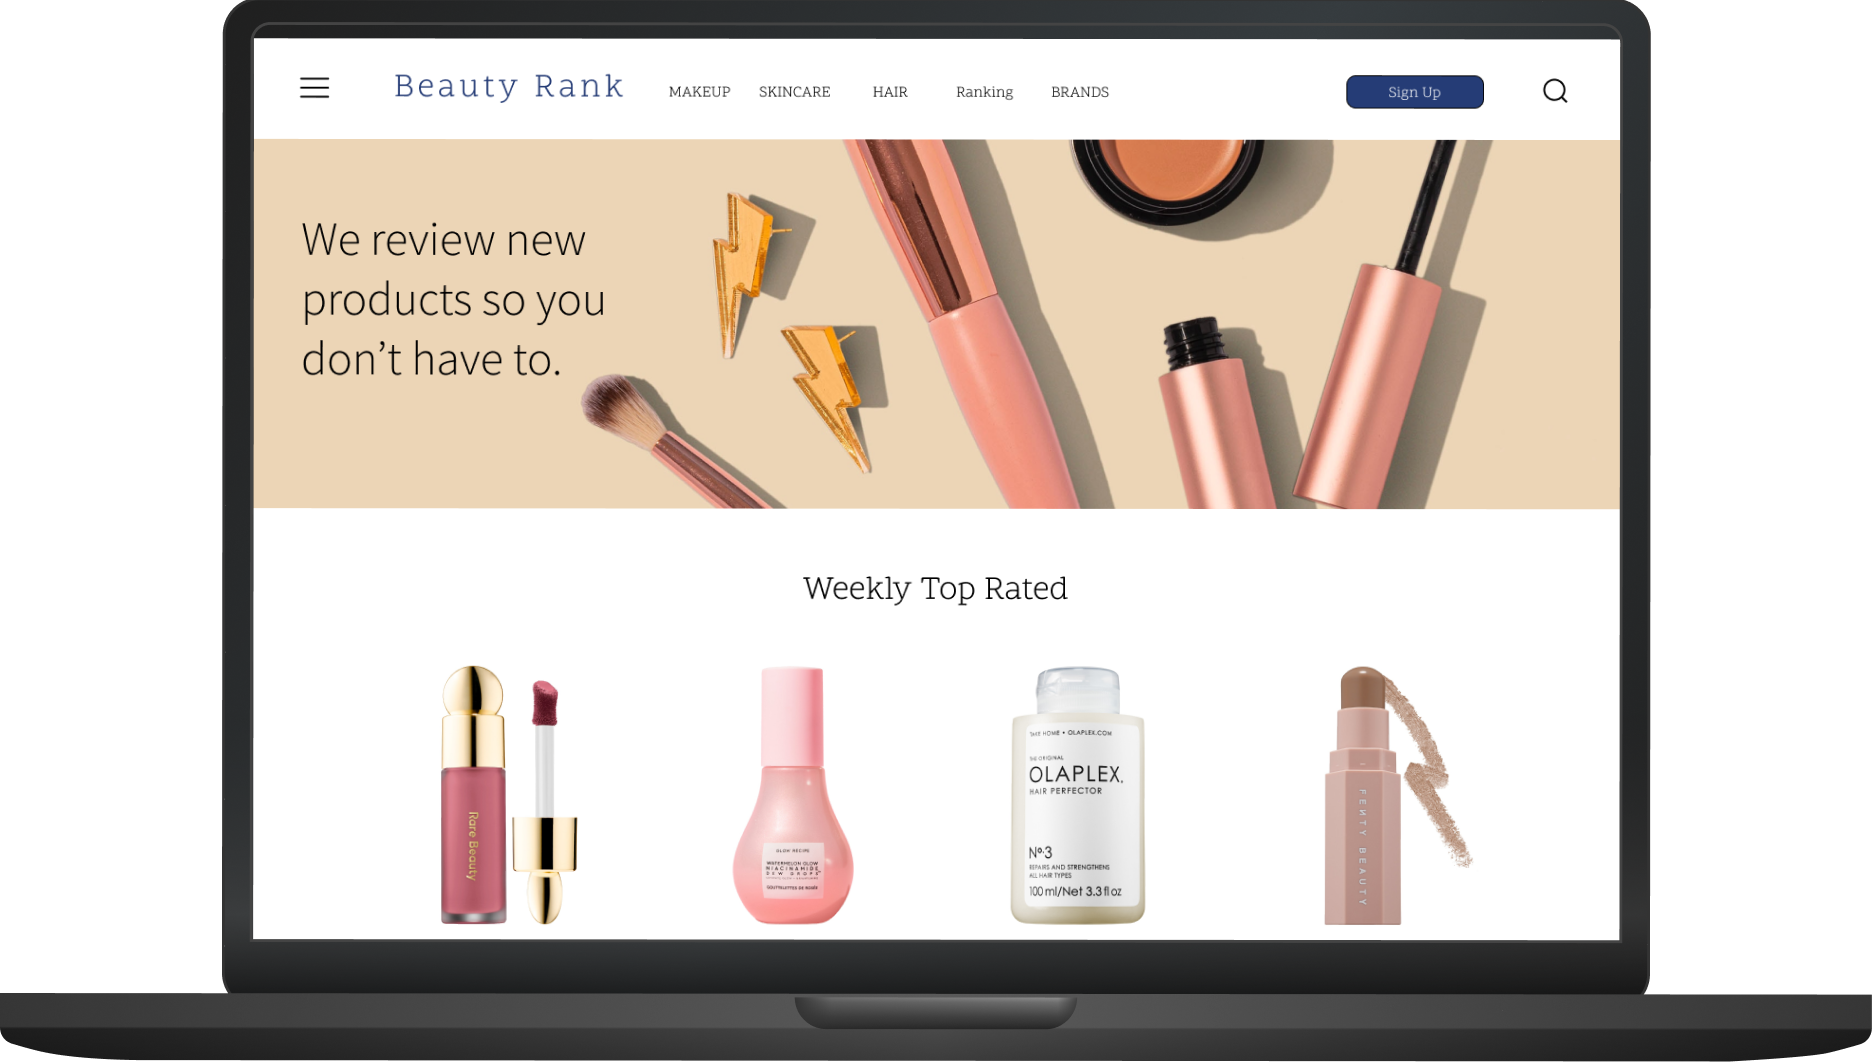 Beauty Rank
MAKEUP
SKINCARE
HAIR
Ranking
BRANDS
Sign Up
We review new
products so you
don’t have to.
Weekly Top Rated
Rare Beauty
GLOW RECIPE
WATERMELON GLOW
NIACINAMIDE
DEW DROPS
GOUTTELETTES DE ROSÉE
TAKE HOME • OLAPLEX.COM
THE ORIGINAL
OLAPLEX.
HAIR PERFECTOR
Nº.3
REPAIRS AND STRENGTHENS
ALL HAIR TYPES
100 ml/Net 3.3 fl oz
FENTY BEAUTY